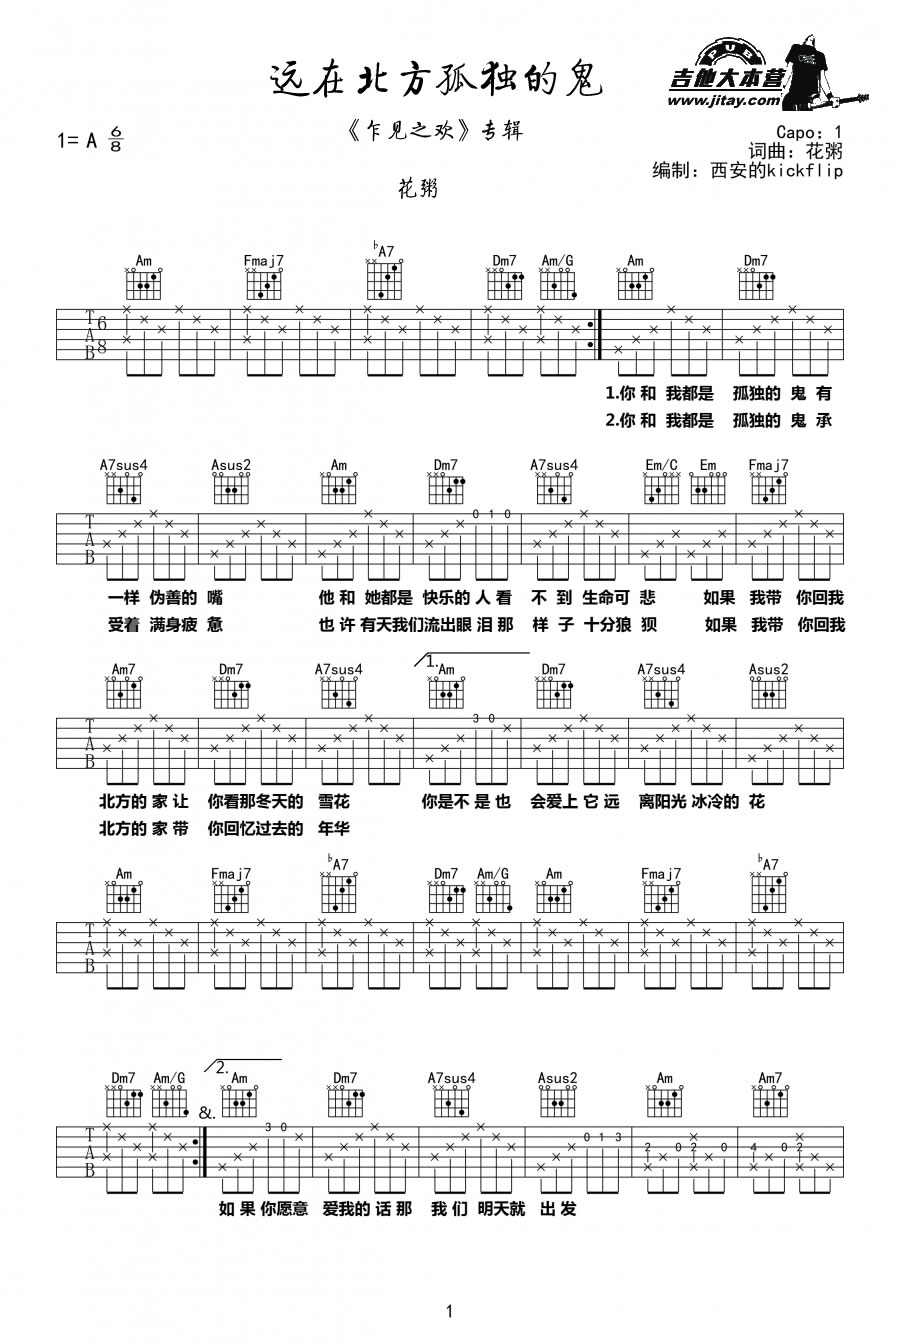 远在北方孤独的鬼
PUB
吉他大本营
www.jitay.com
《乍见之欢》专辑
1= A 6/8
Capo: 1
词曲: 花粥
编制: 西安的kickflip
花粥
Am Fmaj7 ♭A7 Dm7 Am/G Am Dm7
TAB 6/8
1.你和我都是 孤独的鬼有
2.你和我都是 孤独的鬼承
A7sus4 Asus2 Am Dm7 A7sus4 Em/C Em Fmaj7
TAB 0 1 0
一样伪善的嘴 他和她都是快乐的人看不到生命可悲 如果我带你回我
受着满身疲惫 也许有天我们流出眼泪那样子十分狼狈 如果我带你回我
1.
Am7 Dm7 A7sus4 Am Dm7 A7sus4 Asus2
TAB 3 0
北方的家让你看那冬天的雪花 你是不是也会爱上它远离阳光冰冷的花
北方的家带你回忆过去的年华
Am Fmaj7 ♭A7 Dm7 Am/G Am Fmaj7 ♭A7
TAB
2.
Dm7 Am/G Am Dm7 A7sus4 Asus2 Am Am7
&.
TAB 3 0 0 1 3 2 0 2 0 4 0 2
如果你愿意爱我的话那我们明天就出发
1